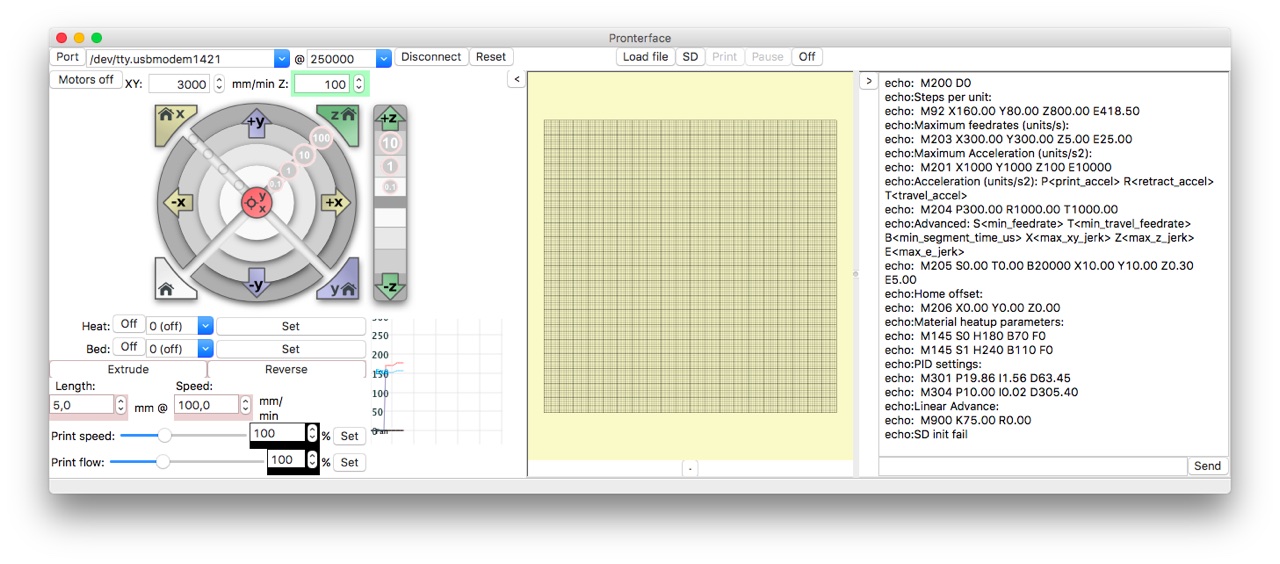 Pronterface
Port /dev/tty.usbmodem1421 @ 250000 Disconnect Reset Load file SD Print Pause Off
Motors off XY: 3000 mm/min Z: 100 < >
x z
+y +z
100
10 10
1 1
0.1 0.1
-x y x +x
-y y -z
Heat: Off 0 (off) Set
Bed: Off 0 (off) Set
Extrude Reverse
Length: Speed:
5,0 mm @ 100,0 mm/
min
Print speed: 100 % Set
Print flow: 100 % Set
300
250
200
150
100
50
0
-
echo:  M200 D0
echo:Steps per unit:
echo:  M92 X160.00 Y80.00 Z800.00 E418.50
echo:Maximum feedrates (units/s):
echo:  M203 X300.00 Y300.00 Z5.00 E25.00
echo:Maximum Acceleration (units/s2):
echo:  M201 X1000 Y1000 Z100 E10000
echo:Acceleration (units/s2): P<print_accel> R<retract_accel>
T<travel_accel>
echo:  M204 P300.00 R1000.00 T1000.00
echo:Advanced: S<min_feedrate> T<min_travel_feedrate>
B<min_segment_time_us> X<max_xy_jerk> Z<max_z_jerk>
E<max_e_jerk>
echo:  M205 S0.00 T0.00 B20000 X10.00 Y10.00 Z0.30
E5.00
echo:Home offset:
echo:  M206 X0.00 Y0.00 Z0.00
echo:Material heatup parameters:
echo:  M145 S0 H180 B70 F0
echo:  M145 S1 H240 B110 F0
echo:PID settings:
echo:  M301 P19.86 I1.56 D63.45
echo:  M304 P10.00 I0.02 D305.40
echo:Linear Advance:
echo:  M900 K75.00 R0.00
echo:SD init fail
Send